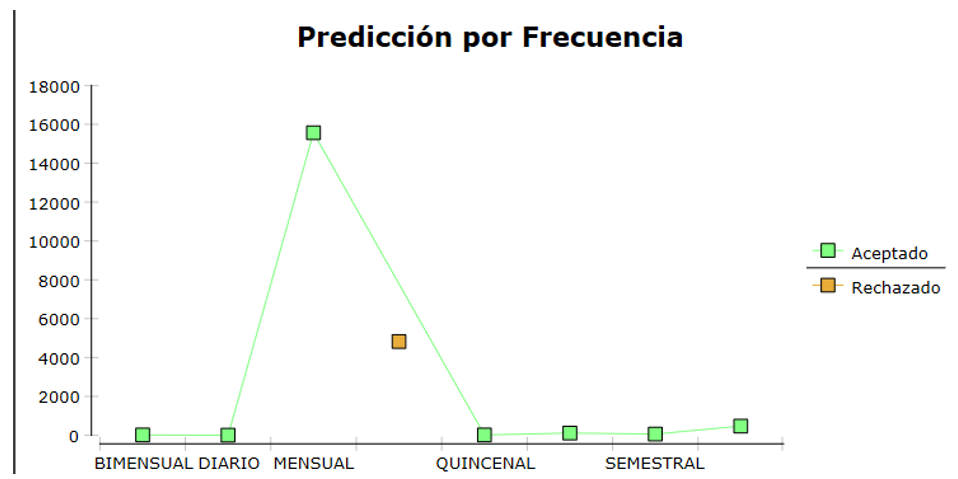 Predicción por Frecuencia
18000
16000
14000
12000
10000
8000
6000
4000
2000
0
BIMENSUAL DIARIO MENSUAL QUINCENAL SEMESTRAL
Aceptado
Rechazado